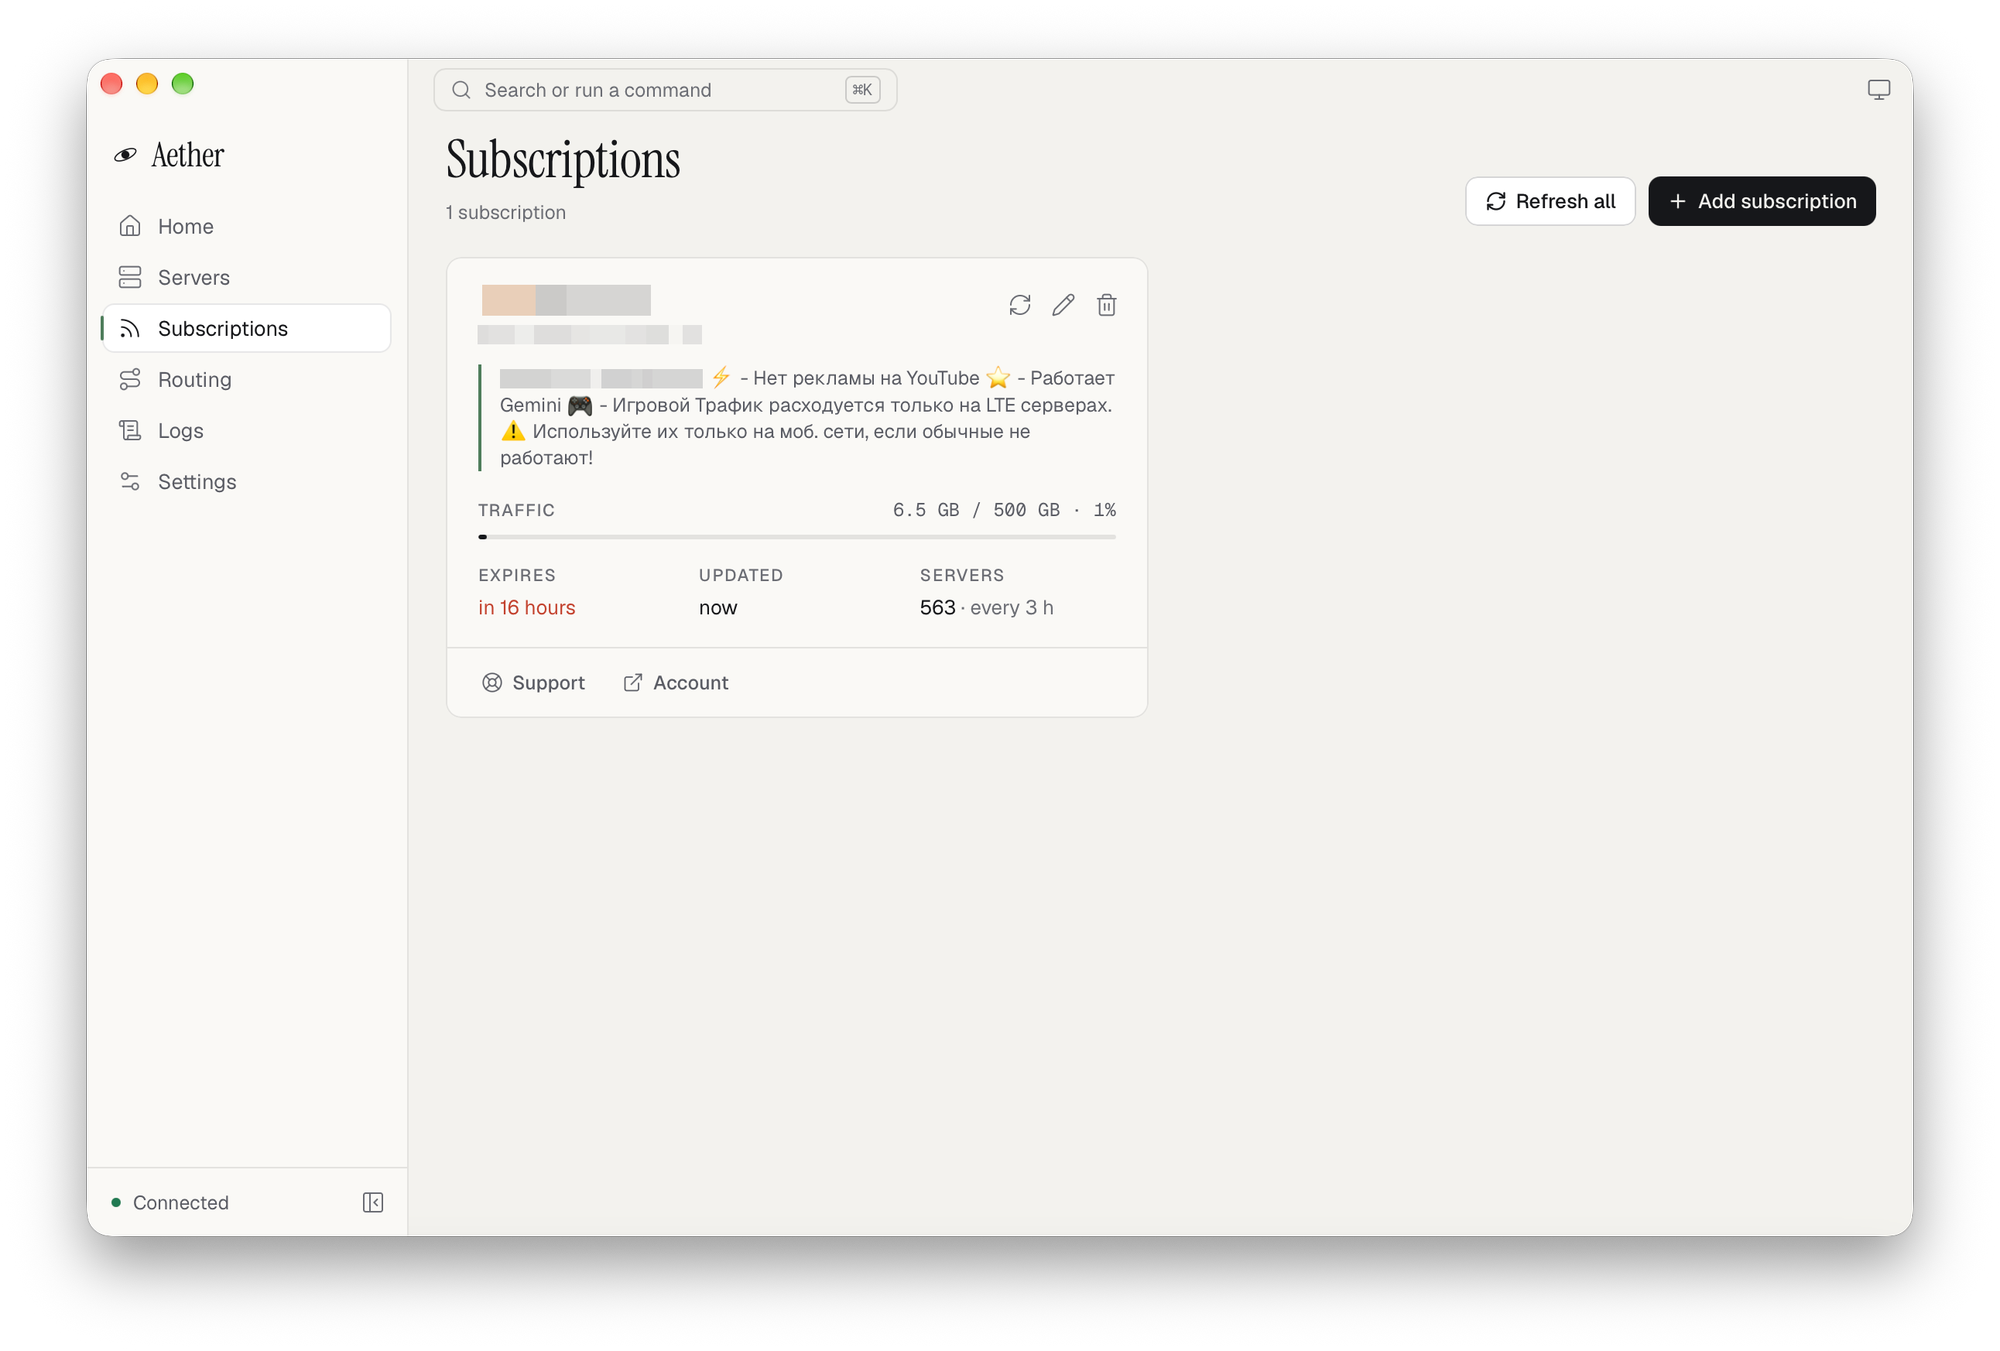 Search or run a command ⌘K
Aether
Home
Servers
Subscriptions
Routing
Logs
Settings
Connected
Subscriptions
1 subscription
Refresh all
Add subscription
⚡ - Нет рекламы на YouTube ⭐ - Работает
Gemini 🎮 - Игровой Трафик расходуется только на LTE серверах.
⚠️ Используйте их только на моб. сети, если обычные не
работают!
TRAFFIC 6.5 GB / 500 GB · 1%
EXPIRES UPDATED SERVERS
in 16 hours now 563 · every 3 h
Support Account